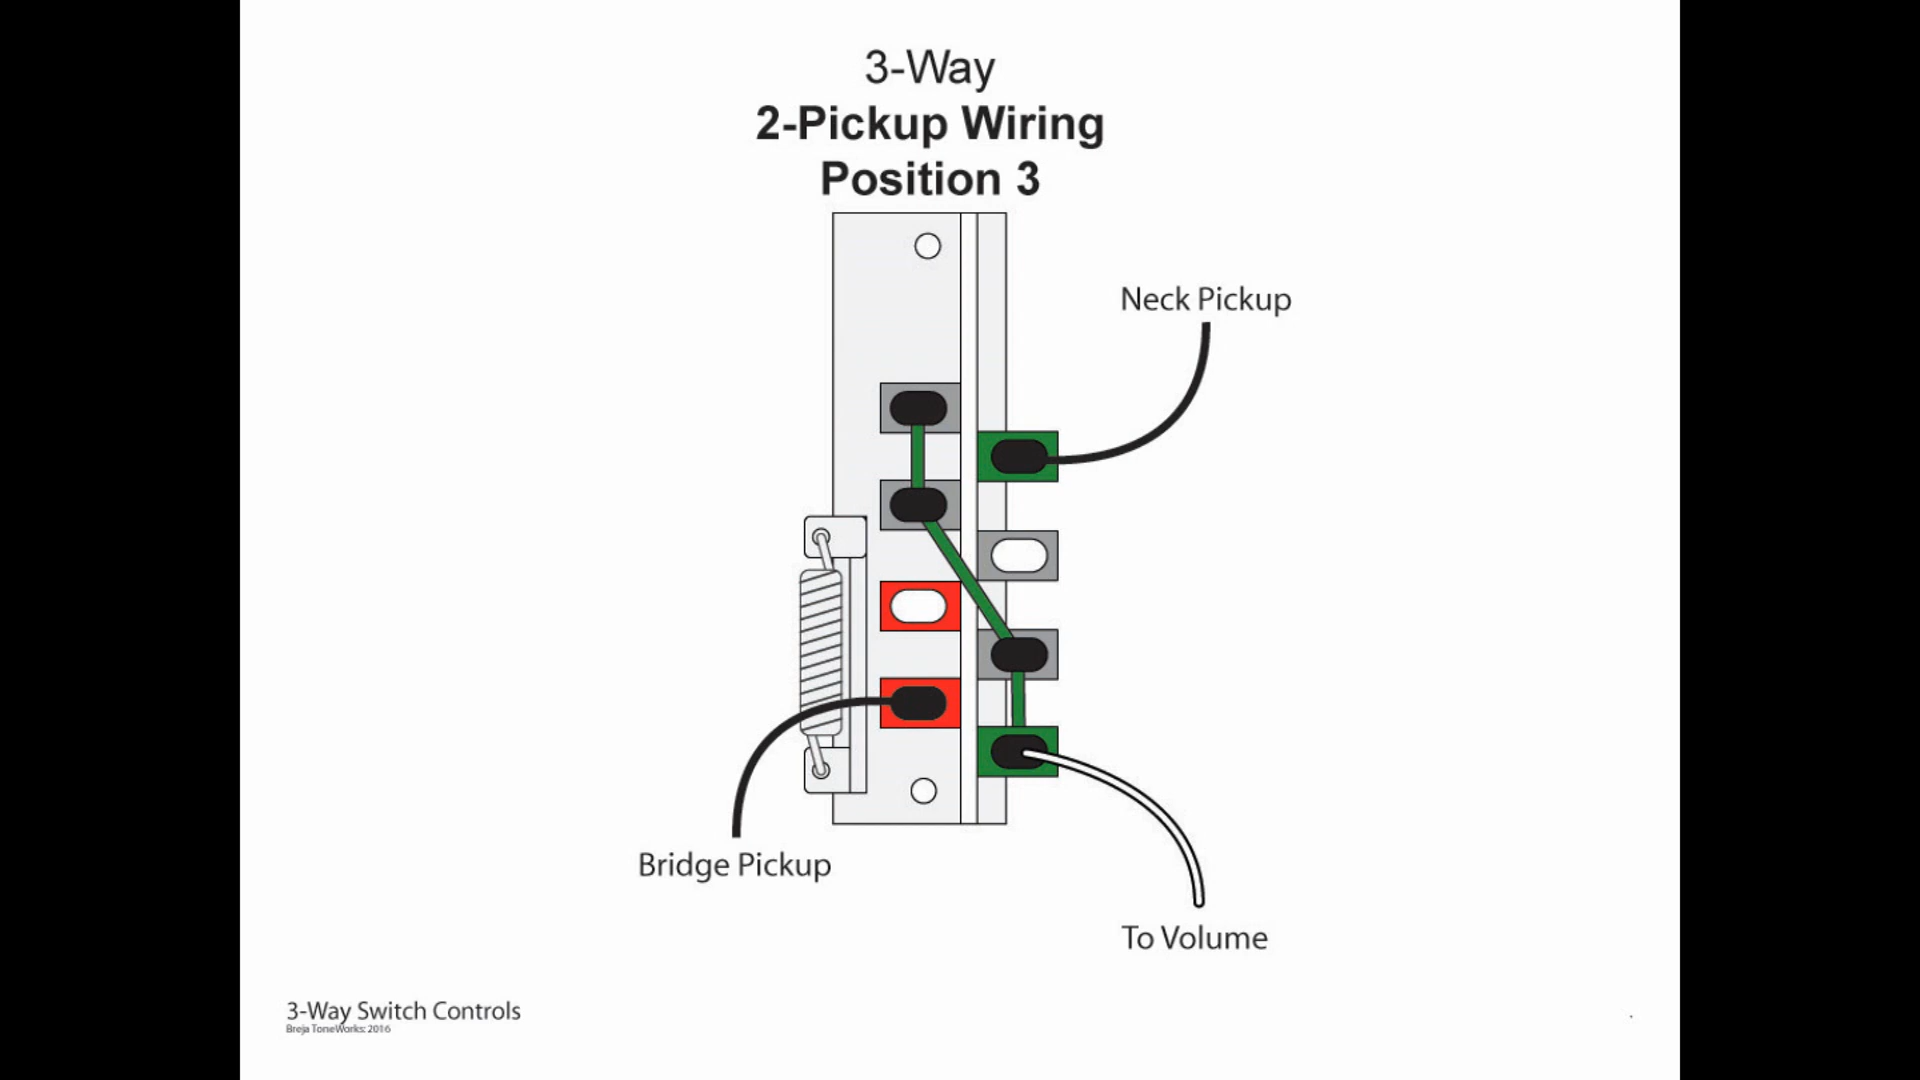 3-Way
2-Pickup Wiring
Position 3
Neck Pickup
Bridge Pickup
To Volume
3-Way Switch Controls
Breja ToneWorks: 2016